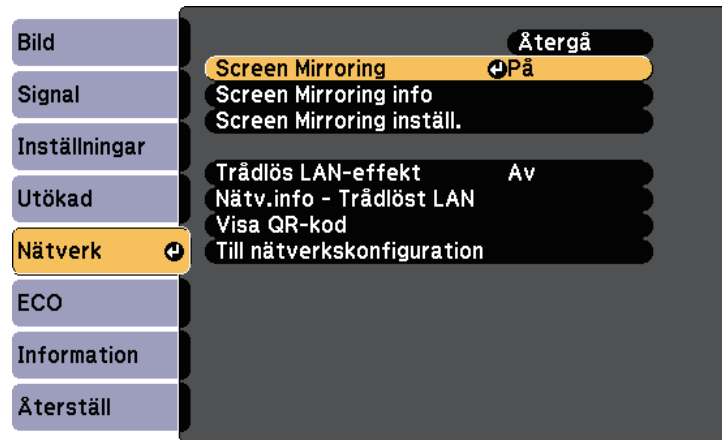 Bild
Signal
Inställningar
Utökad
Nätverk
ECO
Information
Återställ
Återgå
Screen Mirroring På
Screen Mirroring info
Screen Mirroring inställ.
Trådlös LAN-effekt Av
Nätv.info - Trådlöst LAN
Visa QR-kod
Till nätverkskonfiguration